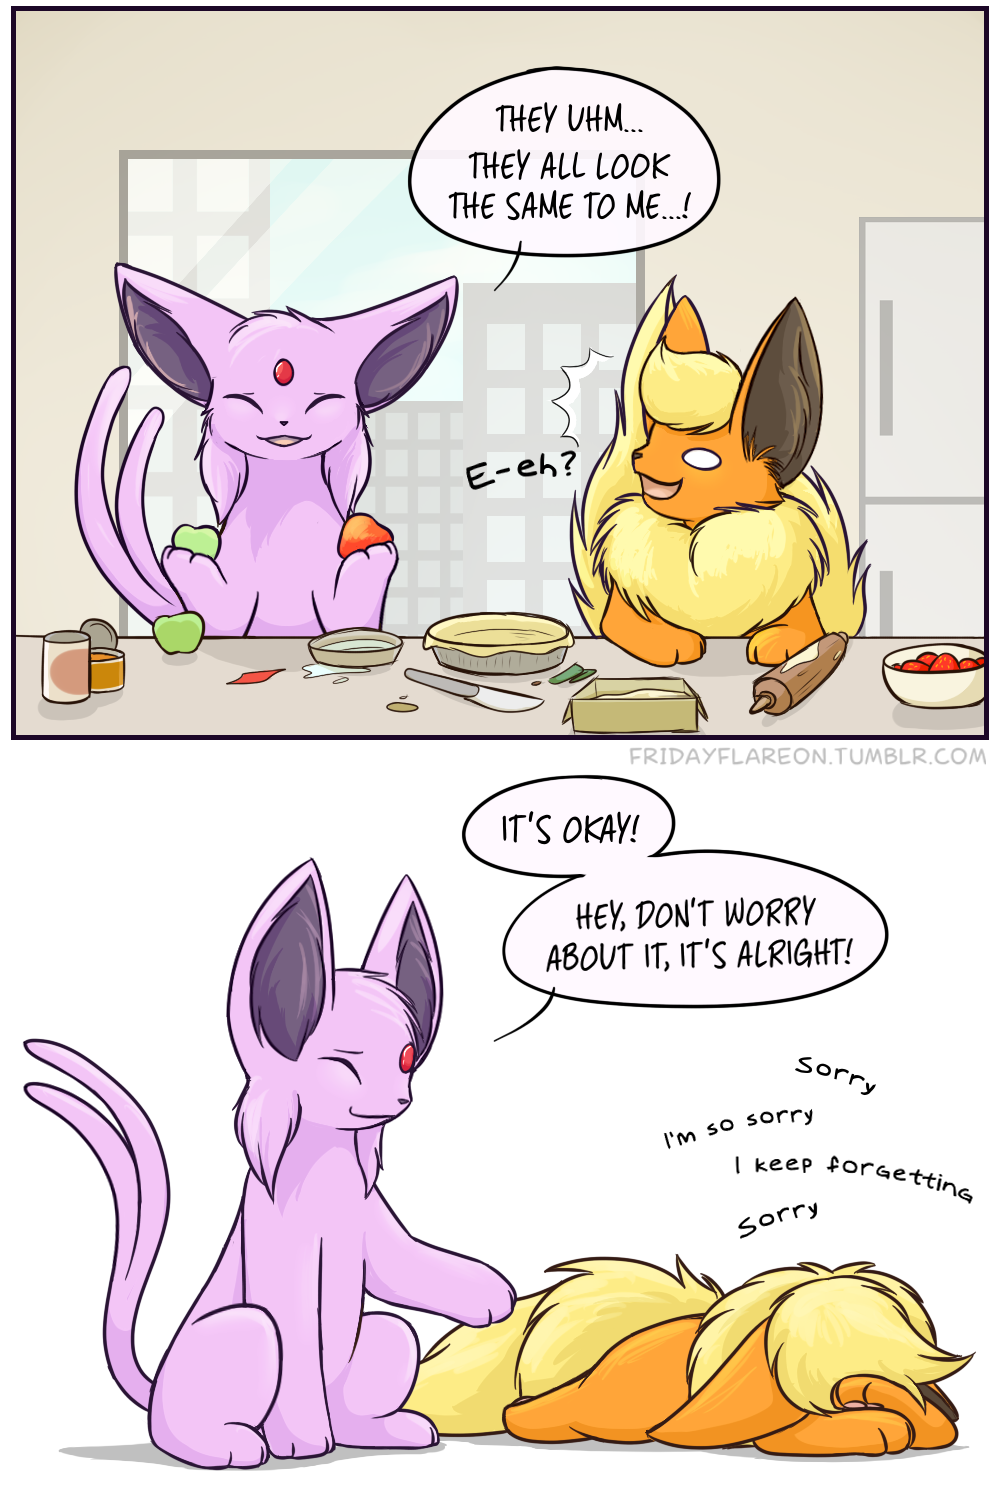 THEY UHM...
THEY ALL LOOK
THE SAME TO ME...!
E-eh?
FRIDAYFLAREON.TUMBLR.COM
IT'S OKAY!
HEY, DON'T WORRY
ABOUT IT, IT'S ALRIGHT!
Sorry
I'm so sorry
I keep forgetting
Sorry